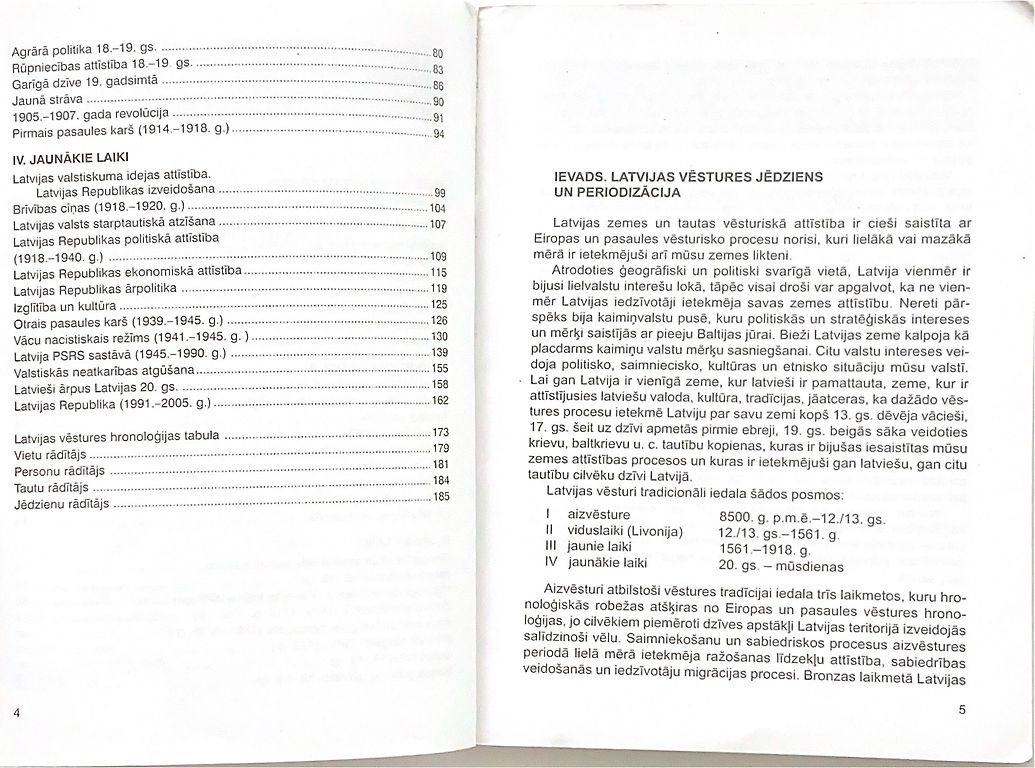 Agrārā politika 18.–19. gs. .......... 80
Rūpniecības attīstība 18.–19. gs. .......... 83
Garīgā dzīve 19. gadsimtā .......... 86
Jaunā strāva .......... 90
1905.–1907. gada revolūcija .......... 91
Pirmais pasaules karš (1914.–1918. g.) .......... 94
IV. JAUNĀKIE LAIKI
Latvijas valstiskuma idejas attīstība.
Latvijas Republikas izveidošana .......... 99
Brīvības cīņas (1918.–1920. g.) .......... 104
Latvijas valsts starptautiskā atzīšana .......... 107
Latvijas Republikas politiskā attīstība
(1918.–1940. g.) .......... 109
Latvijas Republikas ekonomiskā attīstība .......... 115
Latvijas Republikas ārpolitika .......... 119
Izglītība un kultūra .......... 125
Otrais pasaules karš (1939.–1945. g.) .......... 126
Vācu nacistiskais režīms (1941.–1945. g. ) .......... 130
Latvija PSRS sastāvā (1945.–1990. g.) .......... 139
Valstiskās neatkarības atgūšana .......... 155
Latvieši ārpus Latvijas 20. gs. .......... 158
Latvijas Republika (1991.–2005. g.) .......... 162
Latvijas vēstures hronoloģijas tabula .......... 173
Vietu rādītājs .......... 179
Personu rādītājs .......... 181
Tautu rādītājs .......... 184
Jēdzienu rādītājs .......... 185
4
IEVADS. LATVIJAS VĒSTURES JĒDZIENS
UN PERIODIZĀCIJA
Latvijas zemes un tautas vēsturiskā attīstība ir cieši saistīta ar
Eiropas un pasaules vēsturisko procesu norisi, kuri lielākā vai mazākā
mērā ir ietekmējuši arī mūsu zemes likteni.
Atrodoties ģeogrāfiski un politiski svarīgā vietā, Latvija vienmēr ir
bijusi lielvalstu interešu lokā, tāpēc visai droši var apgalvot, ka ne vien-
mēr Latvijas iedzīvotāji ietekmēja savas zemes attīstību. Nereti pār-
spēks bija kaimiņvalstu pusē, kuru politiskās un stratēģiskās intereses
un mērķi saistījās ar pieeju Baltijas jūrai. Bieži Latvijas zeme kalpoja kā
placdarms kaimiņu valstu mērķu sasniegšanai. Citu valstu intereses vei-
doja politisko, saimniecisko, kultūras un etnisko situāciju mūsu valstī.
Lai gan Latvija ir vienīgā zeme, kur latvieši ir pamattauta, zeme, kur ir
attīstījusies latviešu valoda, kultūra, tradīcijas, jāatceras, ka dažādo vēs-
tures procesu ietekmē Latviju par savu zemi kopš 13. gs. dēvēja vācieši,
17. gs. šeit uz dzīvi apmetās pirmie ebreji, 19. gs. beigās sāka veidoties
krievu, baltkrievu u. c. tautību kopienas, kuras ir bijušas iesaistītas mūsu
zemes attīstības procesos un kuras ir ietekmējuši gan latviešu, gan citu
tautību cilvēku dzīvi Latvijā.
Latvijas vēsturi tradicionāli iedala šādos posmos:
I aizvēsture 8500. g. p.m.ē.–12./13. gs.
II viduslaiki (Livonija) 12./13. gs.–1561. g.
III jaunie laiki 1561.–1918. g.
IV jaunākie laiki 20. gs. – mūsdienas
Aizvēsturi atbilstoši vēstures tradīcijai iedala trīs laikmetos, kuru hro-
noloģiskās robežas atšķiras no Eiropas un pasaules vēstures hrono-
loģijas, jo cilvēkiem piemēroti dzīves apstākļi Latvijas teritorijā izveidojās
salīdzinoši vēlu. Saimniekošanu un sabiedriskos procesus aizvēstures
periodā lielā mērā ietekmēja ražošanas līdzekļu attīstība, sabiedrības
veidošanās un iedzīvotāju migrācijas procesi. Bronzas laikmetā Latvijas
5